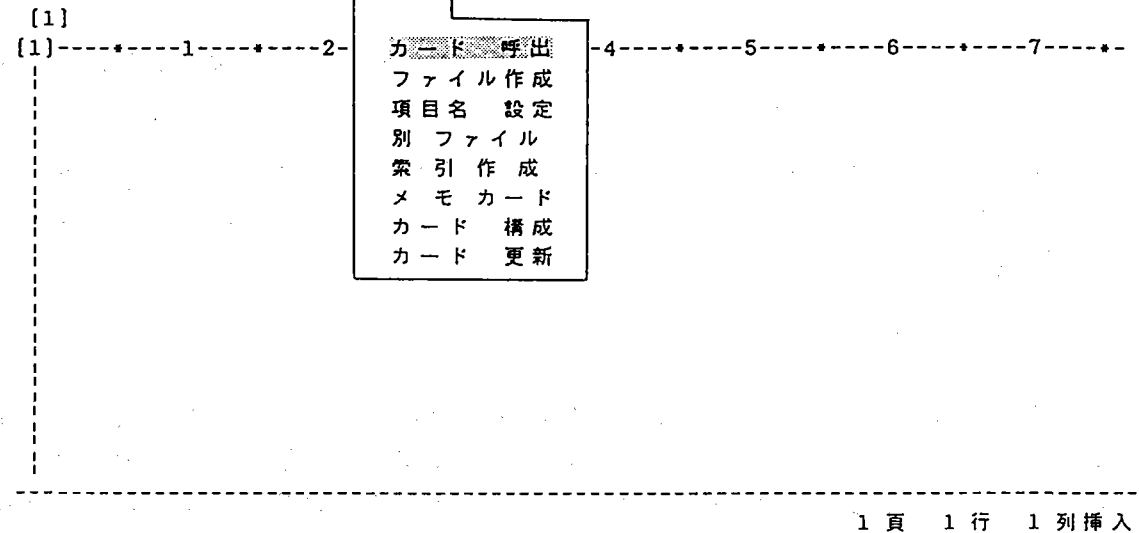 [1]
[1]----*----1----*----2-
-4----*----5----*----6----*----7----*-
カード 呼出
ファイル作成
項目名 設定
別 ファイル
索引作成
メモカード
カード 構成
カード 更新
1頁 1行 1列挿入